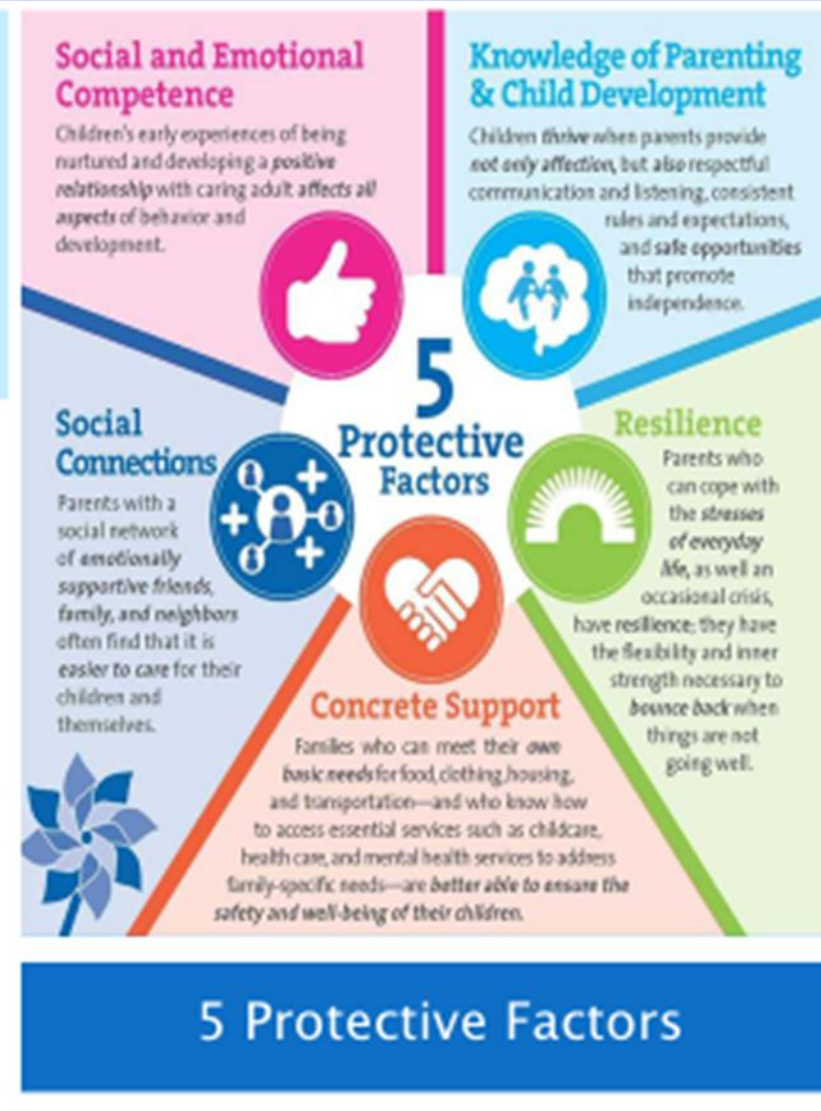 Social and Emotional
Competence
Children's early experiences of being
nurtured and developing a positive
relationship with caring adult affects all
aspects of behavior and
development.
Knowledge of Parenting
& Child Development
Children thrive when parents provide
not only affection, but also respectful
communication and listening, consistent
rules and expectations,
and safe opportunities
that promote
independence.
5
Protective
Factors
Social
Connections
Parents with a
social network
of emotionally
supportive friends,
family, and neighbors
often find that it is
easier to care for their
children and
themselves.
Resilience
Parents who
can cope with
the stresses
of everyday
life, as well an
occasional crisis,
have resilience; they have
the flexibility and inner
strength necessary to
bounce back when
things are not
going well.
Concrete Support
Families who can meet their own
basic needs for food, clothing, housing,
and transportation—and who know how
to access essential services such as childcare,
health care, and mental health services to address
family-specific needs—are better able to ensure the
safety and well-being of their children.
5 Protective Factors